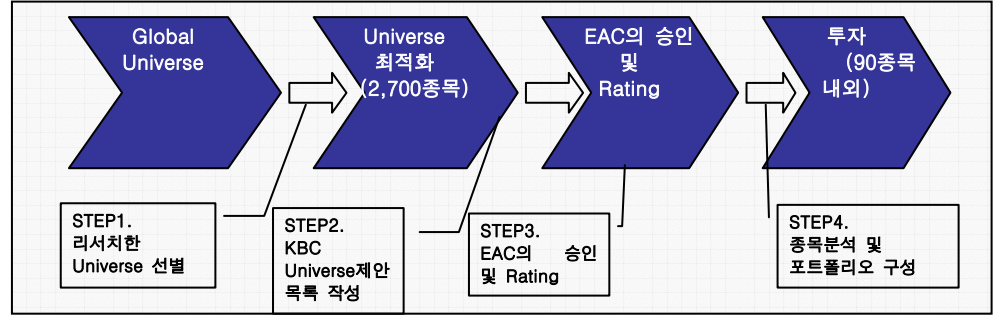 Global
Universe
Universe
최적화
(2,700종목)
EAC의 승인
및
Rating
투자
(90종목
내외)
STEP1.
리서치한
Universe 선별
STEP2.
KBC
Universe제안
목록 작성
STEP3.
EAC의 승인
및 Rating
STEP4.
종목분석 및
포트폴리오 구성